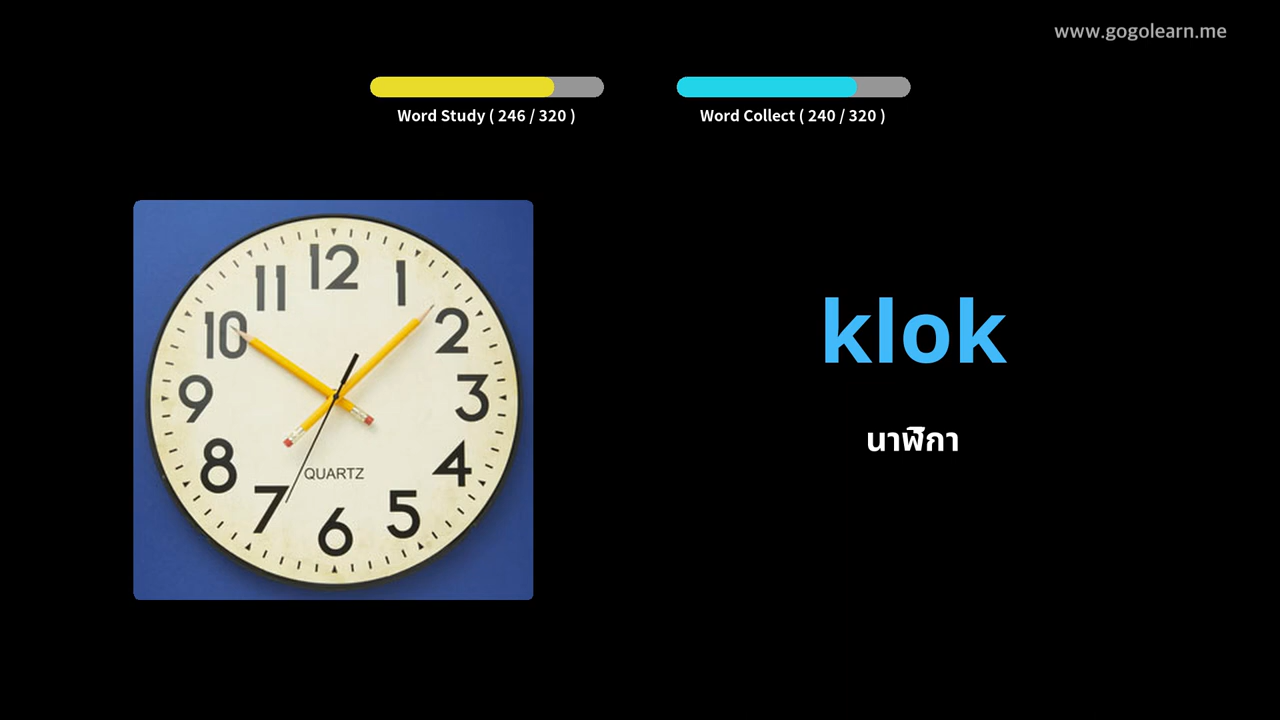 www.gogolearn.me
Word Study ( 246 / 320 )
Word Collect ( 240 / 320 )
12
1
2
3
4
5
6
7
8
9
10
11
QUARTZ
klok
นาฬิกา